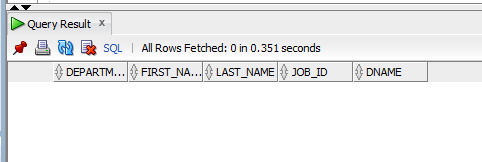 Query Result x
SQL | All Rows Fetched: 0 in 0.351 seconds
DEPARTM... FIRST_NA... LAST_NAME JOB_ID DNAME